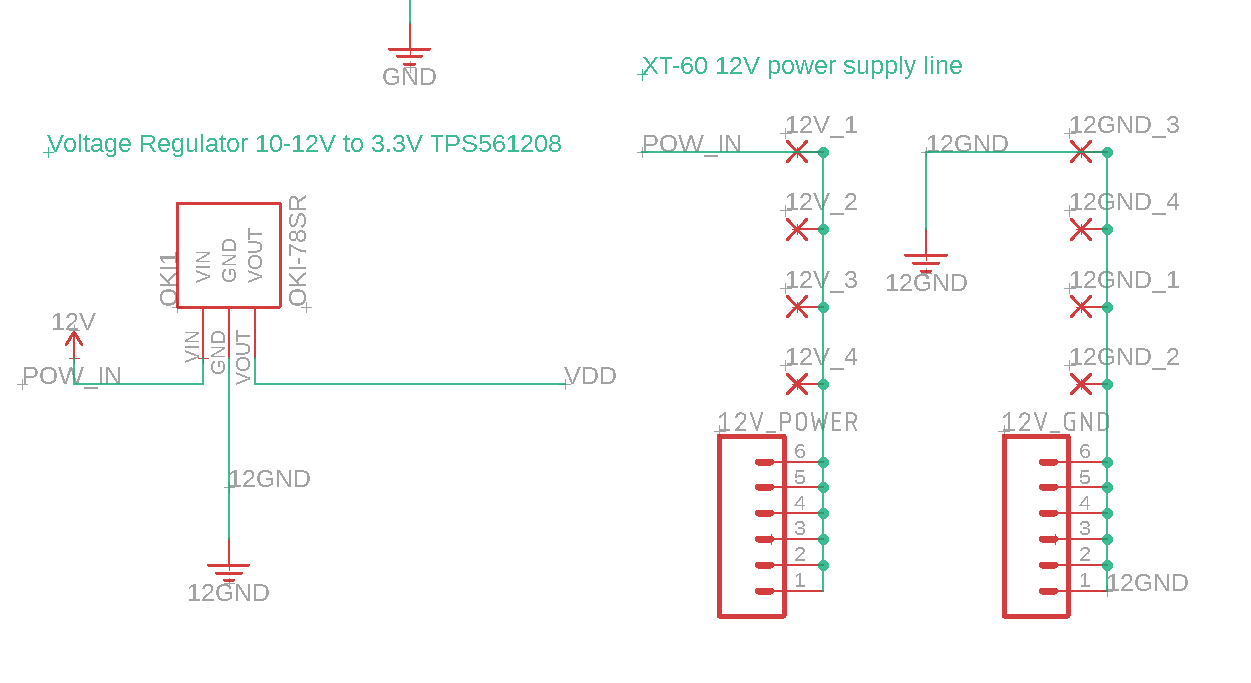 GND
XT-60 12V power supply line
Voltage Regulator 10-12V to 3.3V TPS561208
OKI1
VIN
GND
VOUT
OKI-78SR
VIN
GND
VOUT
12V
POW_IN
VDD
12GND
12GND
POW_IN
12V_1
12V_2
12V_3
12V_4
12V_POWER
6
5
4
3
2
1
12GND
12GND
12GND_3
12GND_4
12GND_1
12GND_2
12V_GND
6
5
4
3
2
1
12GND